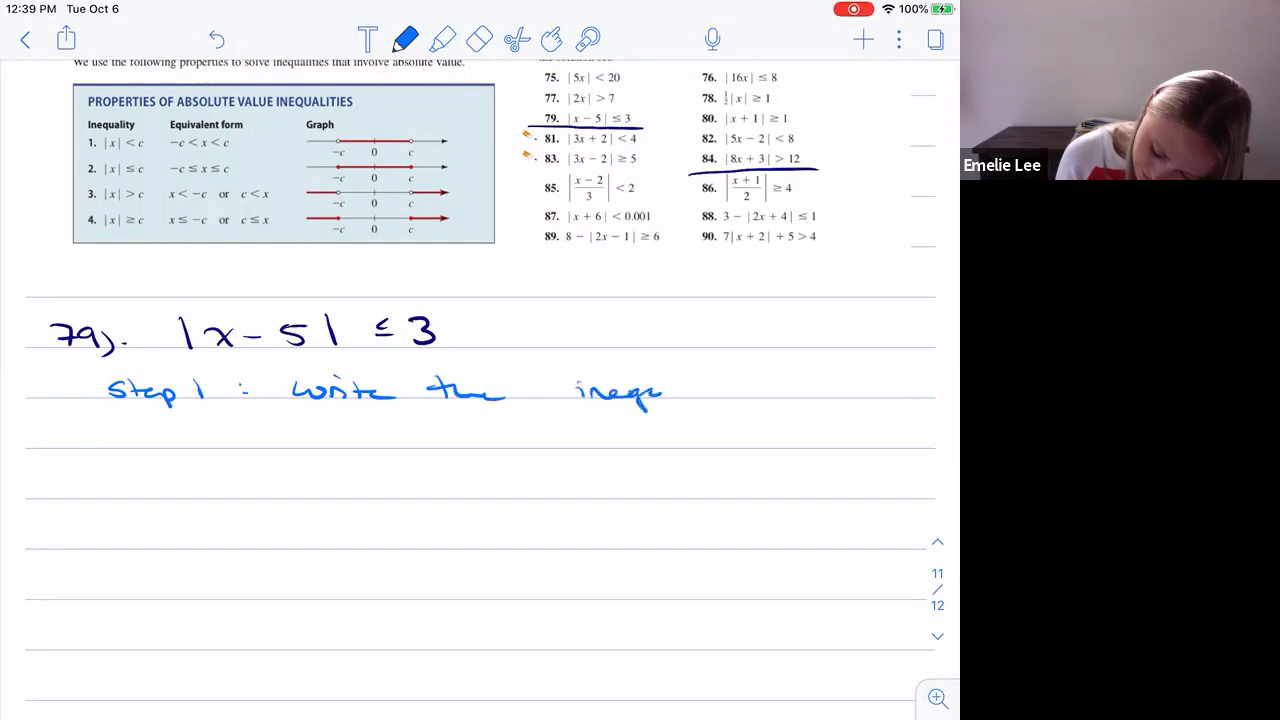 12:39 PM Tue Oct 6
100%
We use the following properties to solve inequalities that involve absolute value.
PROPERTIES OF ABSOLUTE VALUE INEQUALITIES
Inequality Equivalent form Graph
1. |x| < c −c < x < c −c 0 c
2. |x| ≤ c −c ≤ x ≤ c −c 0 c
3. |x| > c x < −c or c < x −c 0 c
4. |x| ≥ c x ≤ −c or c ≤ x −c 0 c
75. |5x| < 20 76. |16x| ≤ 8
77. |2x| > 7 78. ½|x| ≥ 1
79. |x − 5| ≤ 3 80. |x + 1| ≥ 1
81. |3x + 2| < 4 82. |5x − 2| < 8
83. |3x − 2| ≥ 5 84. |8x + 3| > 12
85. |(x − 2)/3| < 2 86. |(x + 1)/2| ≥ 4
87. |x + 6| < 0.001 88. 3 − |2x + 4| ≤ 1
89. 8 − |2x − 1| ≥ 6 90. 7|x + 2| + 5 > 4
79). |x − 5| ≤ 3
Step 1 : write the ineqe
11
/
12
Emelie Lee